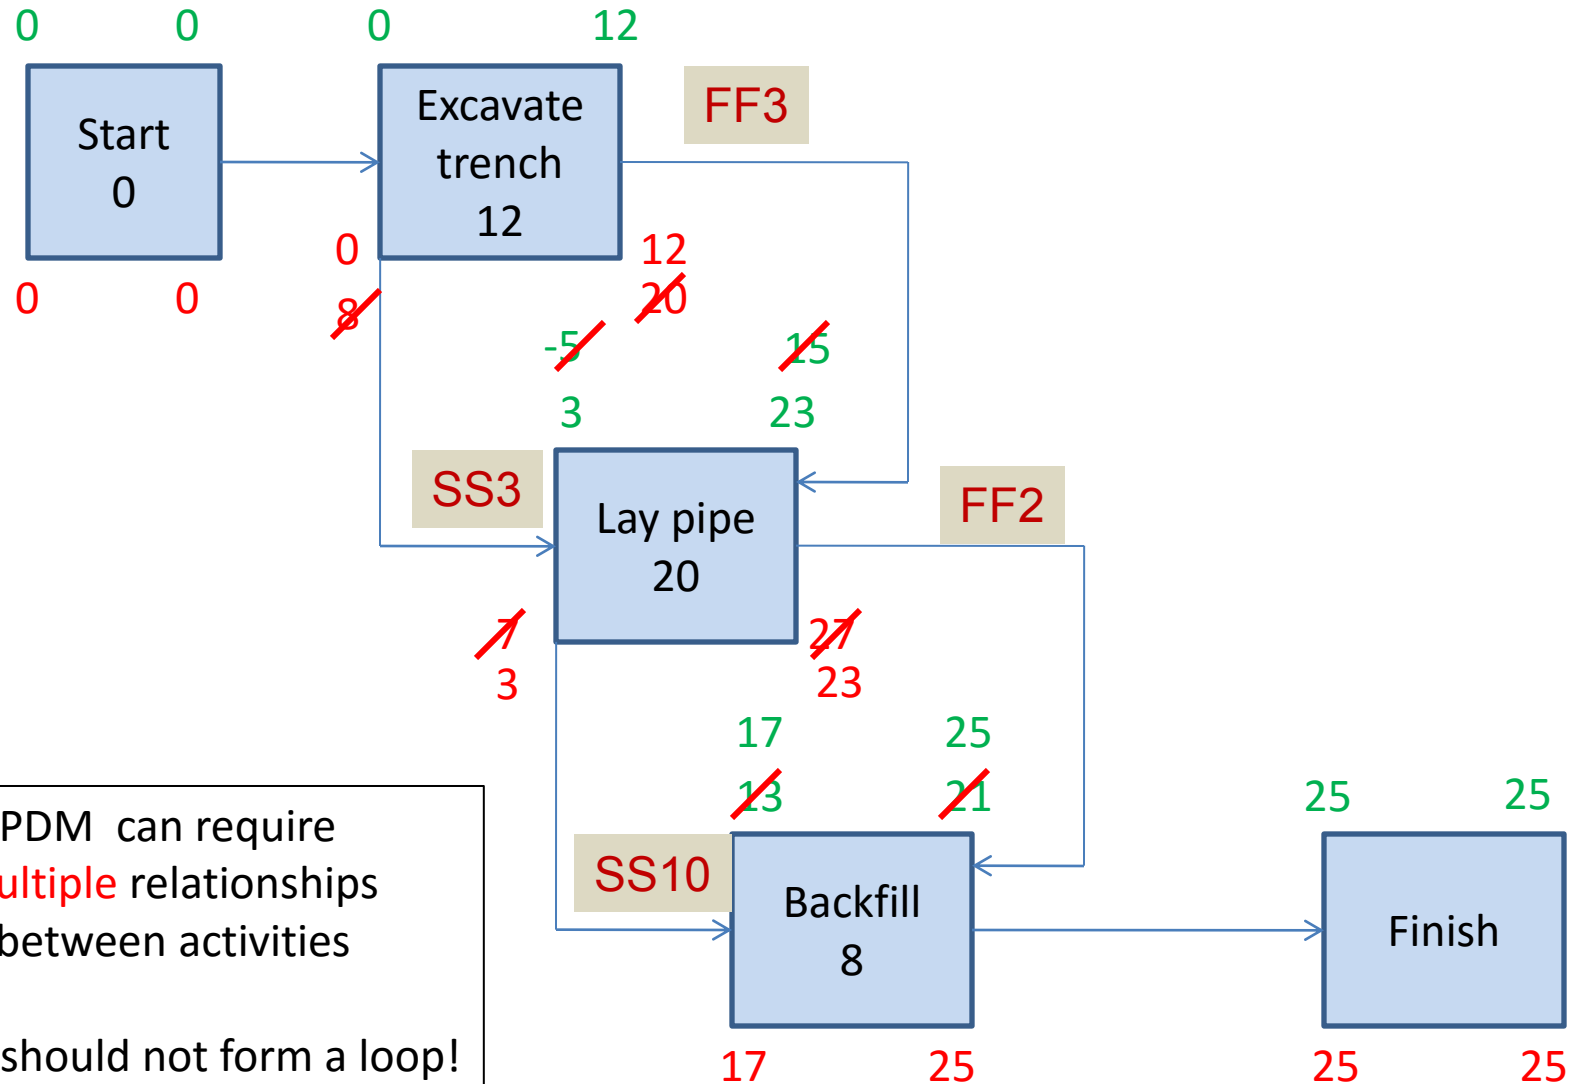 0 0 0 12
Start
0
Excavate
trench
12
FF3
0 12
0 0 8 20
-5 15
3 23
SS3
Lay pipe
20
FF2
7 27
3 23
17 25
13 21 25 25
SS10
Backfill
8
Finish
17 25 25 25
PDM can require
ultiple relationships
between activities
should not form a loop!